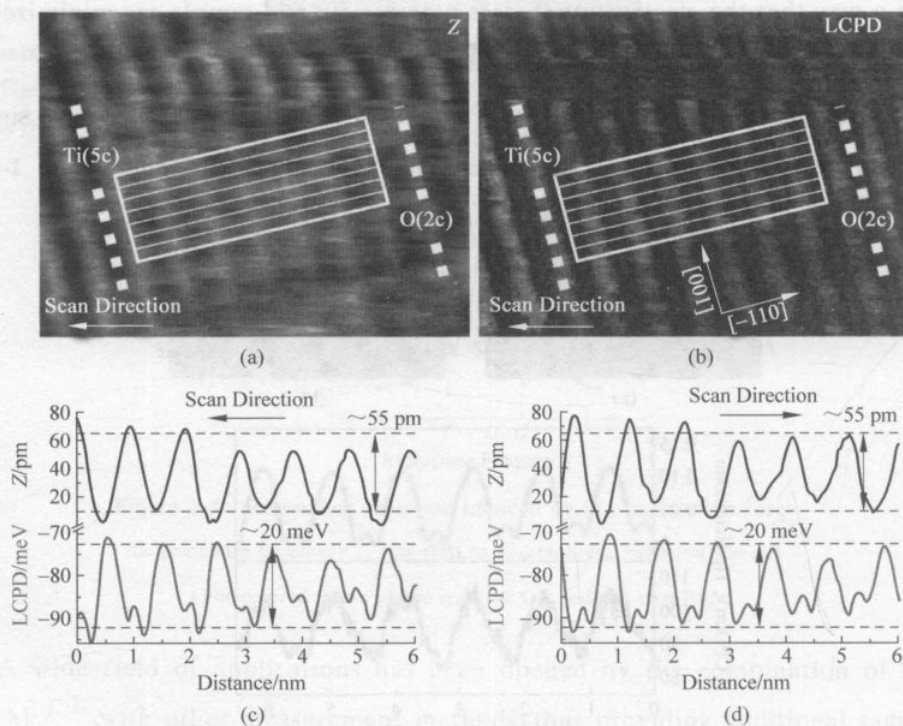 Z
LCPD
Ti(5c)
O(2c)
Scan Direction
Ti(5c)
O(2c)
[001]
[-110]
Scan Direction
(a)
(b)
Scan Direction
80
60
40
20
-70
-80
-90
Z/pm
LCPD/meV
~55 pm
~20 meV
0 1 2 3 4 5 6
Distance/nm
(c)
Scan Direction
80
60
40
20
-70
-80
-90
Z/pm
LCPD/meV
~55 pm
~20 meV
0 1 2 3 4 5 6
Distance/nm
(d)